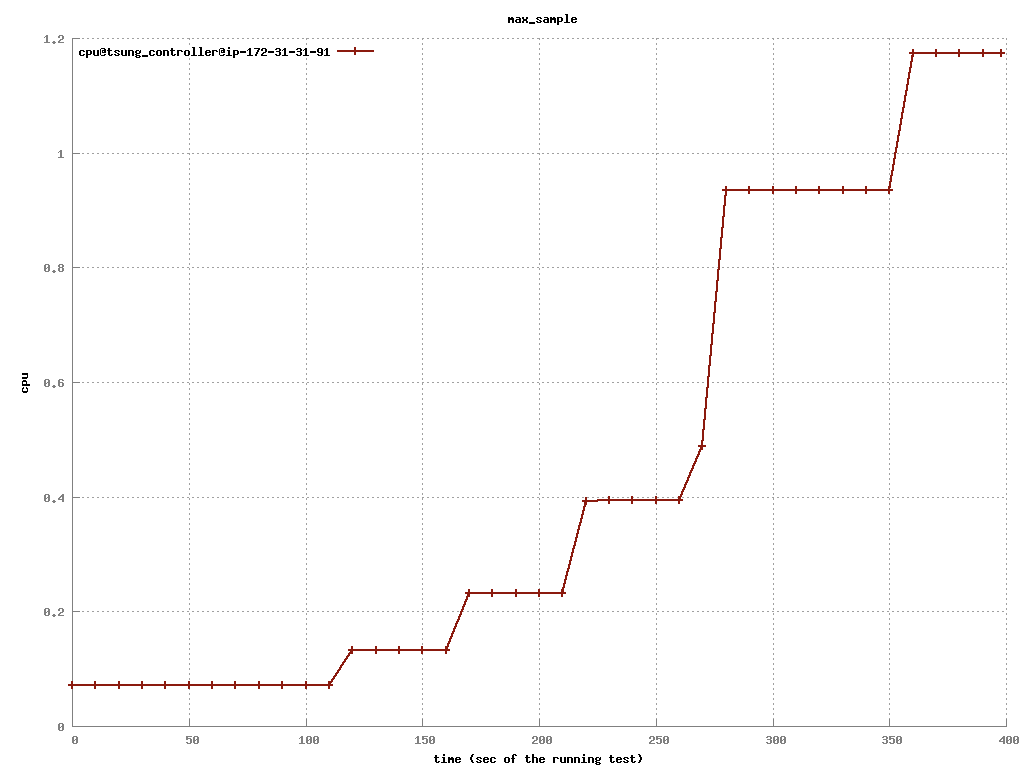 max_sample
1.2
cpu@tsung_controller@ip-172-31-31-91
1
0.8
0.6
cpu
0.4
0.2
0
0 50 100 150 200 250 300 350 400
time (sec of the running test)